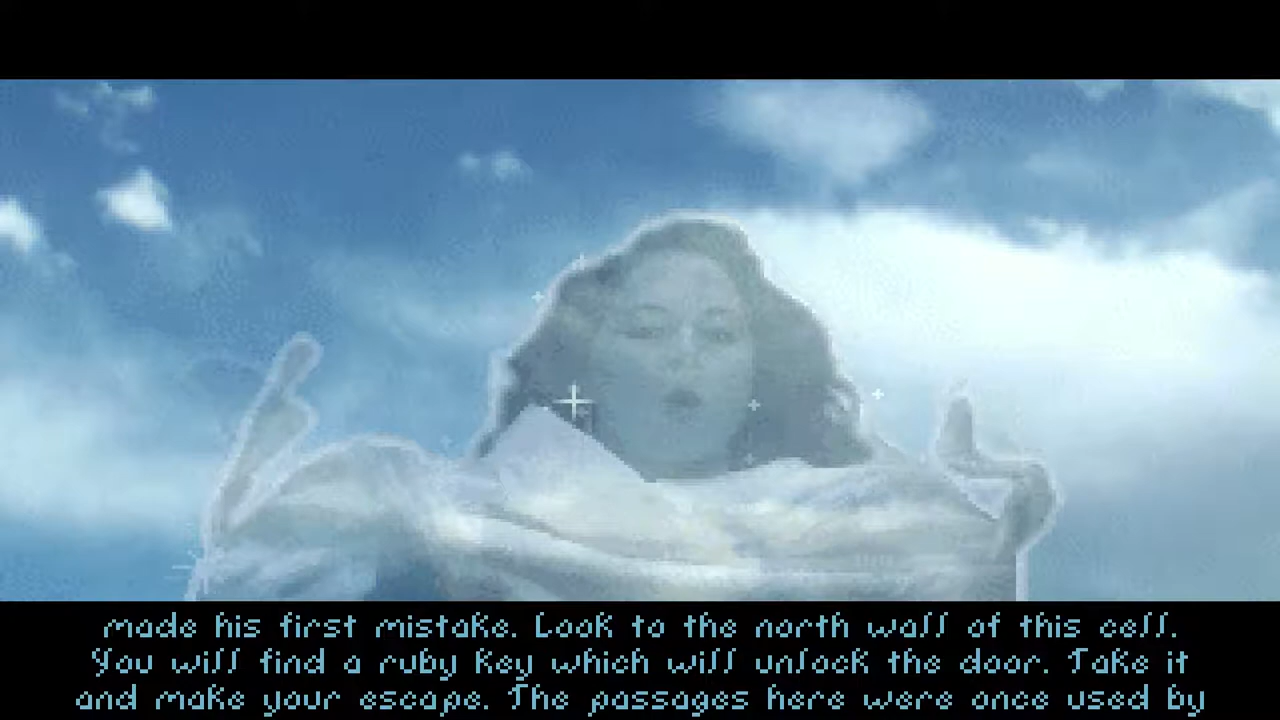 made his first mistake. Look to the north wall of this cell.
You will find a ruby key which will unlock the door. Take it
and make your escape. The passages here were once used by